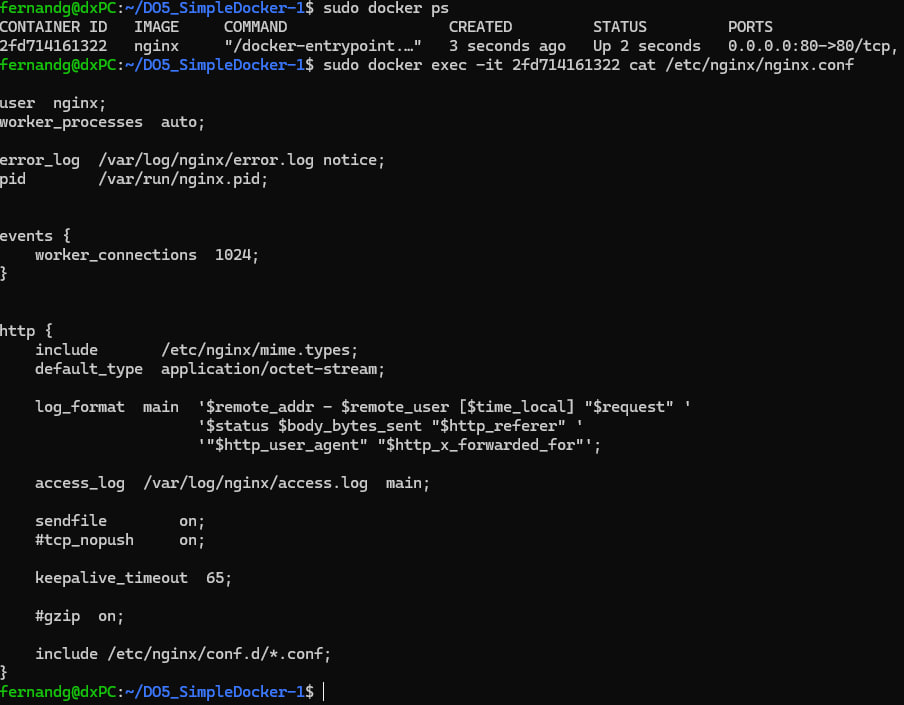 fernandg@dxPC:~/DO5_SimpleDocker-1$ sudo docker ps
CONTAINER ID   IMAGE     COMMAND                  CREATED         STATUS         PORTS
2fd714161322   nginx     "/docker-entrypoint.…"   3 seconds ago   Up 2 seconds   0.0.0.0:80->80/tcp,
fernandg@dxPC:~/DO5_SimpleDocker-1$ sudo docker exec -it 2fd714161322 cat /etc/nginx/nginx.conf
user  nginx;
worker_processes  auto;
error_log  /var/log/nginx/error.log notice;
pid        /var/run/nginx.pid;
events {
    worker_connections  1024;
}
http {
    include       /etc/nginx/mime.types;
    default_type  application/octet-stream;
    log_format  main  '$remote_addr - $remote_user [$time_local] "$request" '
                      '$status $body_bytes_sent "$http_referer" '
                      '"$http_user_agent" "$http_x_forwarded_for"';
    access_log  /var/log/nginx/access.log  main;
    sendfile        on;
    #tcp_nopush     on;
    keepalive_timeout  65;
    #gzip  on;
    include /etc/nginx/conf.d/*.conf;
}
fernandg@dxPC:~/DO5_SimpleDocker-1$